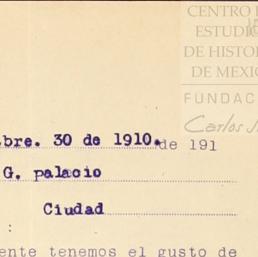 CENTRO
ESTUDIO
DE HISTOR
DE MEXIC
FUNDAC
Carlos
bre. 30 de 1910. de 191
G. palacio
Ciudad
:
ente tenemos el gusto de